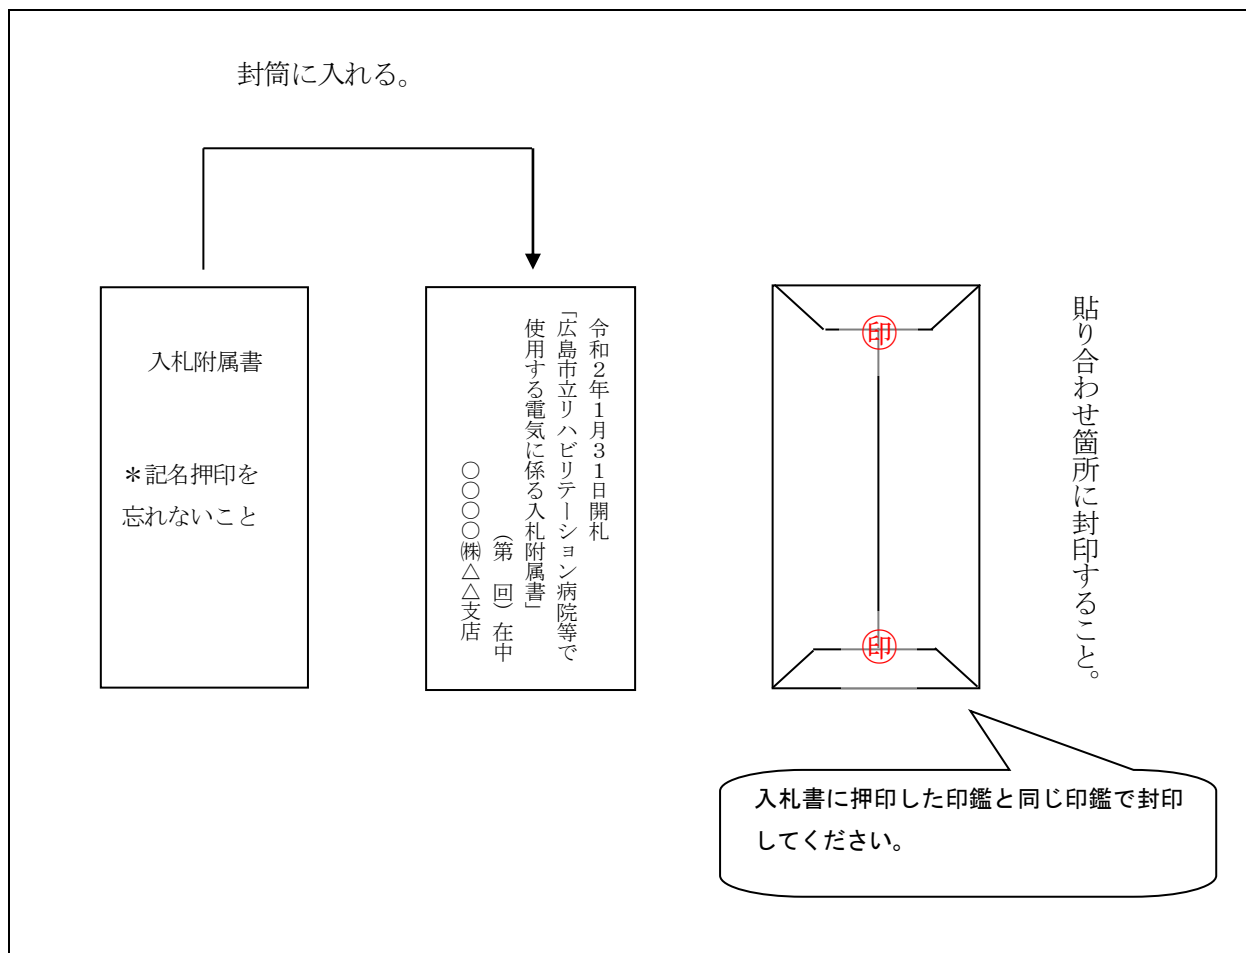 封筒に入れる。
入札附属書
＊記名押印を
忘れないこと
令和２年１月３１日開札
「広島市立リハビリテーション病院等で
使用する電気に係る入札附属書」
（第　回）在中
○○○○㈱△△支店
印
印
貼り合わせ箇所に封印すること。
入札書に押印した印鑑と同じ印鑑で封印
してください。